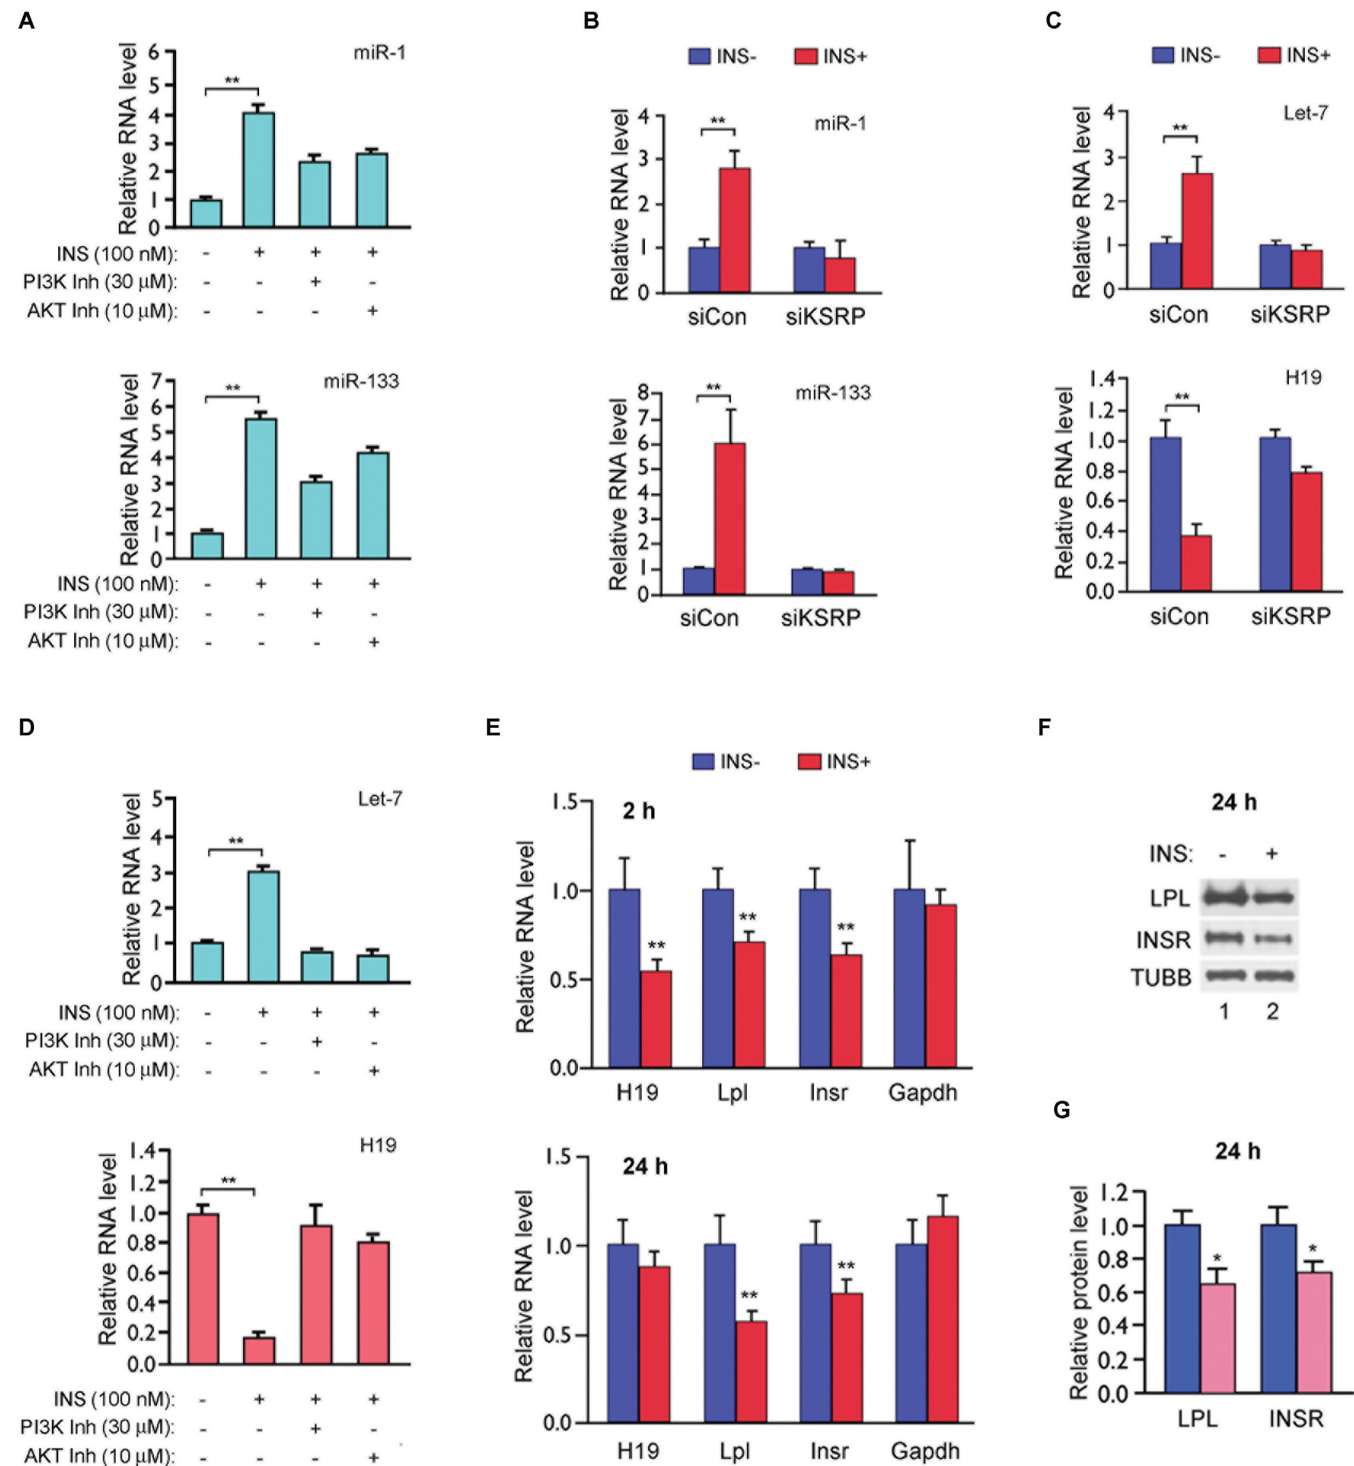 A
miR-1
Relative RNA level
6
5
4
3
2
1
0
**
INS (100 nM): - + + +
PI3K Inh (30 µM): - - + -
AKT Inh (10 µM): - - - +
miR-133
Relative RNA level
7
6
5
4
3
2
1
0
**
INS (100 nM): - + + +
PI3K Inh (30 µM): - - + -
AKT Inh (10 µM): - - - +
B
INS- INS+
miR-1
Relative RNA level
4
3
2
1
0
**
siCon siKSRP
miR-133
Relative RNA level
8
7
6
5
4
3
2
1
0
**
siCon siKSRP
C
INS- INS+
Let-7
Relative RNA level
4
3
2
1
0
**
siCon siKSRP
H19
Relative RNA level
1.4
1.2
1.0
0.8
0.6
0.4
0.2
0.0
**
siCon siKSRP
D
Let-7
Relative RNA level
5
4
3
2
1
0
**
INS (100 nM): - + + +
PI3K Inh (30 µM): - - + -
AKT Inh (10 µM): - - - +
H19
Relative RNA level
1.4
1.2
1.0
0.8
0.6
0.4
0.2
0.0
**
INS (100 nM): - + + +
PI3K Inh (30 µM): - - + -
AKT Inh (10 µM): - - - +
E
INS- INS+
2 h
Relative RNA level
1.5
1.0
0.5
0.0
** ** **
H19 Lpl Insr Gapdh
24 h
Relative RNA level
1.5
1.0
0.5
0.0
** **
H19 Lpl Insr Gapdh
F
24 h
INS: - +
LPL
INSR
TUBB
1 2
G
24 h
Relative protein level
1.2
1.0
0.8
0.6
0.4
0.2
0.0
* *
LPL INSR